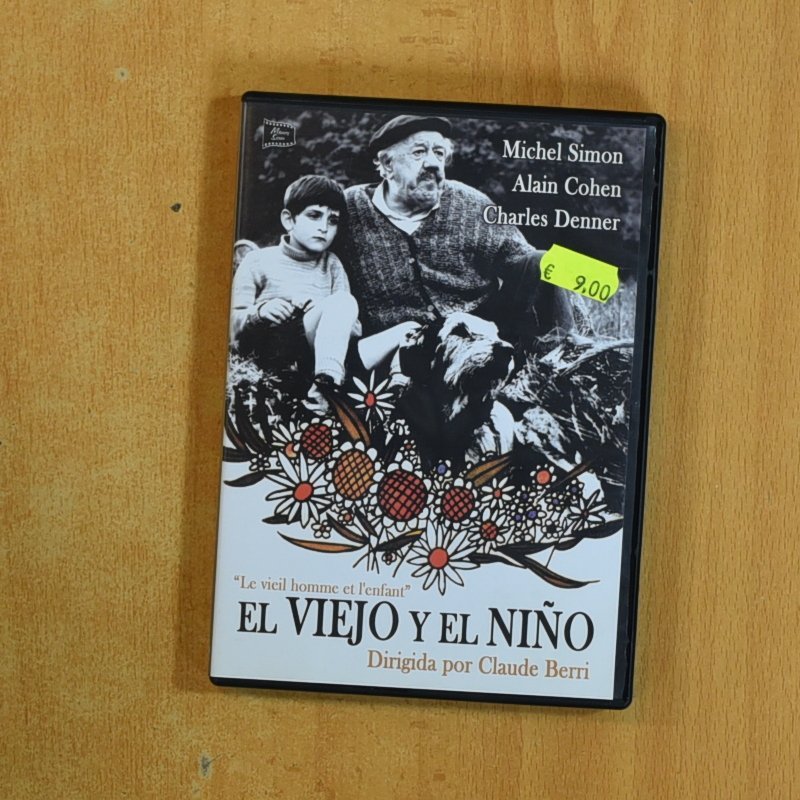 Michel Simon
Alain Cohen
Charles Denner
€ 9.00
"Le vieil homme et l'enfant"
EL VIEJO Y EL NIÑO
Dirigida por Claude Berri